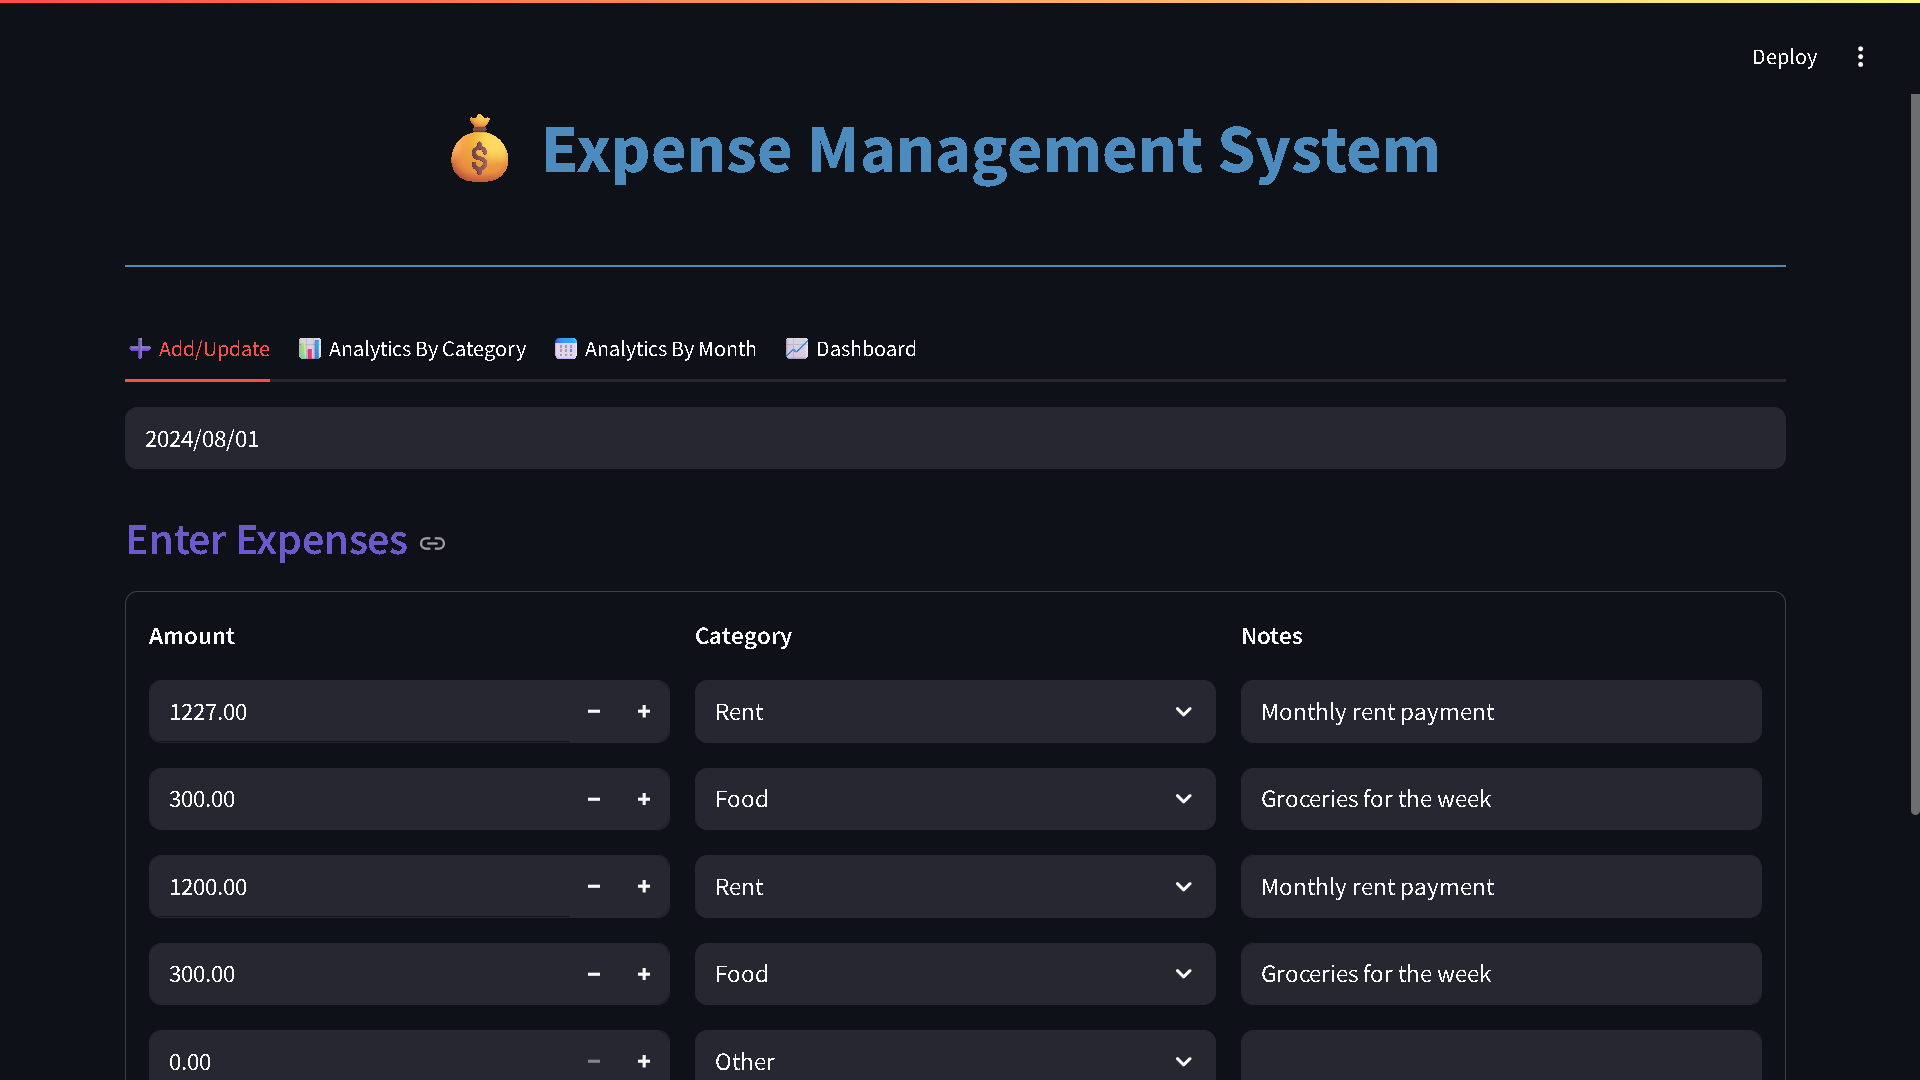 Deploy
Expense Management System
Add/Update Analytics By Category Analytics By Month Dashboard
2024/08/01
Enter Expenses
Amount Category Notes
1227.00 Rent Monthly rent payment
300.00 Food Groceries for the week
1200.00 Rent Monthly rent payment
300.00 Food Groceries for the week
0.00 Other